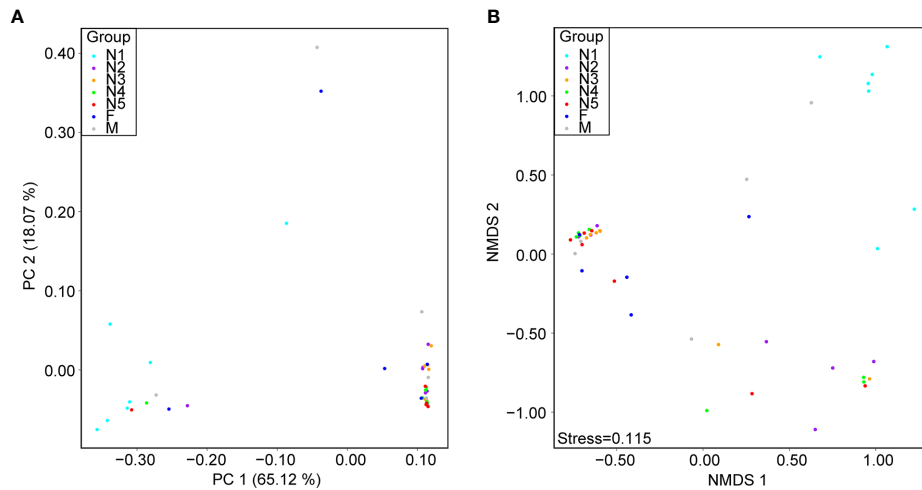 A
Group
N1
N2
N3
N4
N5
F
M
0.40
0.30
0.20
0.10
0.00
PC 2 (18.07 %)
−0.30
−0.20
−0.10
0.00
0.10
PC 1 (65.12 %)
B
Group
N1
N2
N3
N4
N5
F
M
1.00
0.50
0.00
−0.50
−1.00
NMDS 2
Stress=0.115
−0.50
0.00
0.50
1.00
NMDS 1